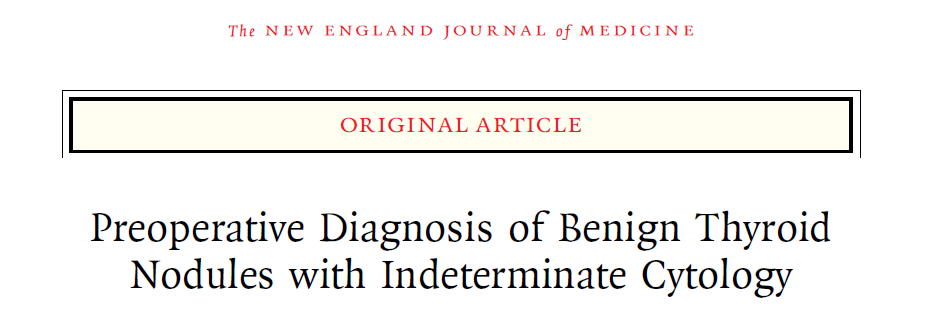 The NEW ENGLAND JOURNAL of MEDICINE
ORIGINAL ARTICLE
Preoperative Diagnosis of Benign Thyroid
Nodules with Indeterminate Cytology